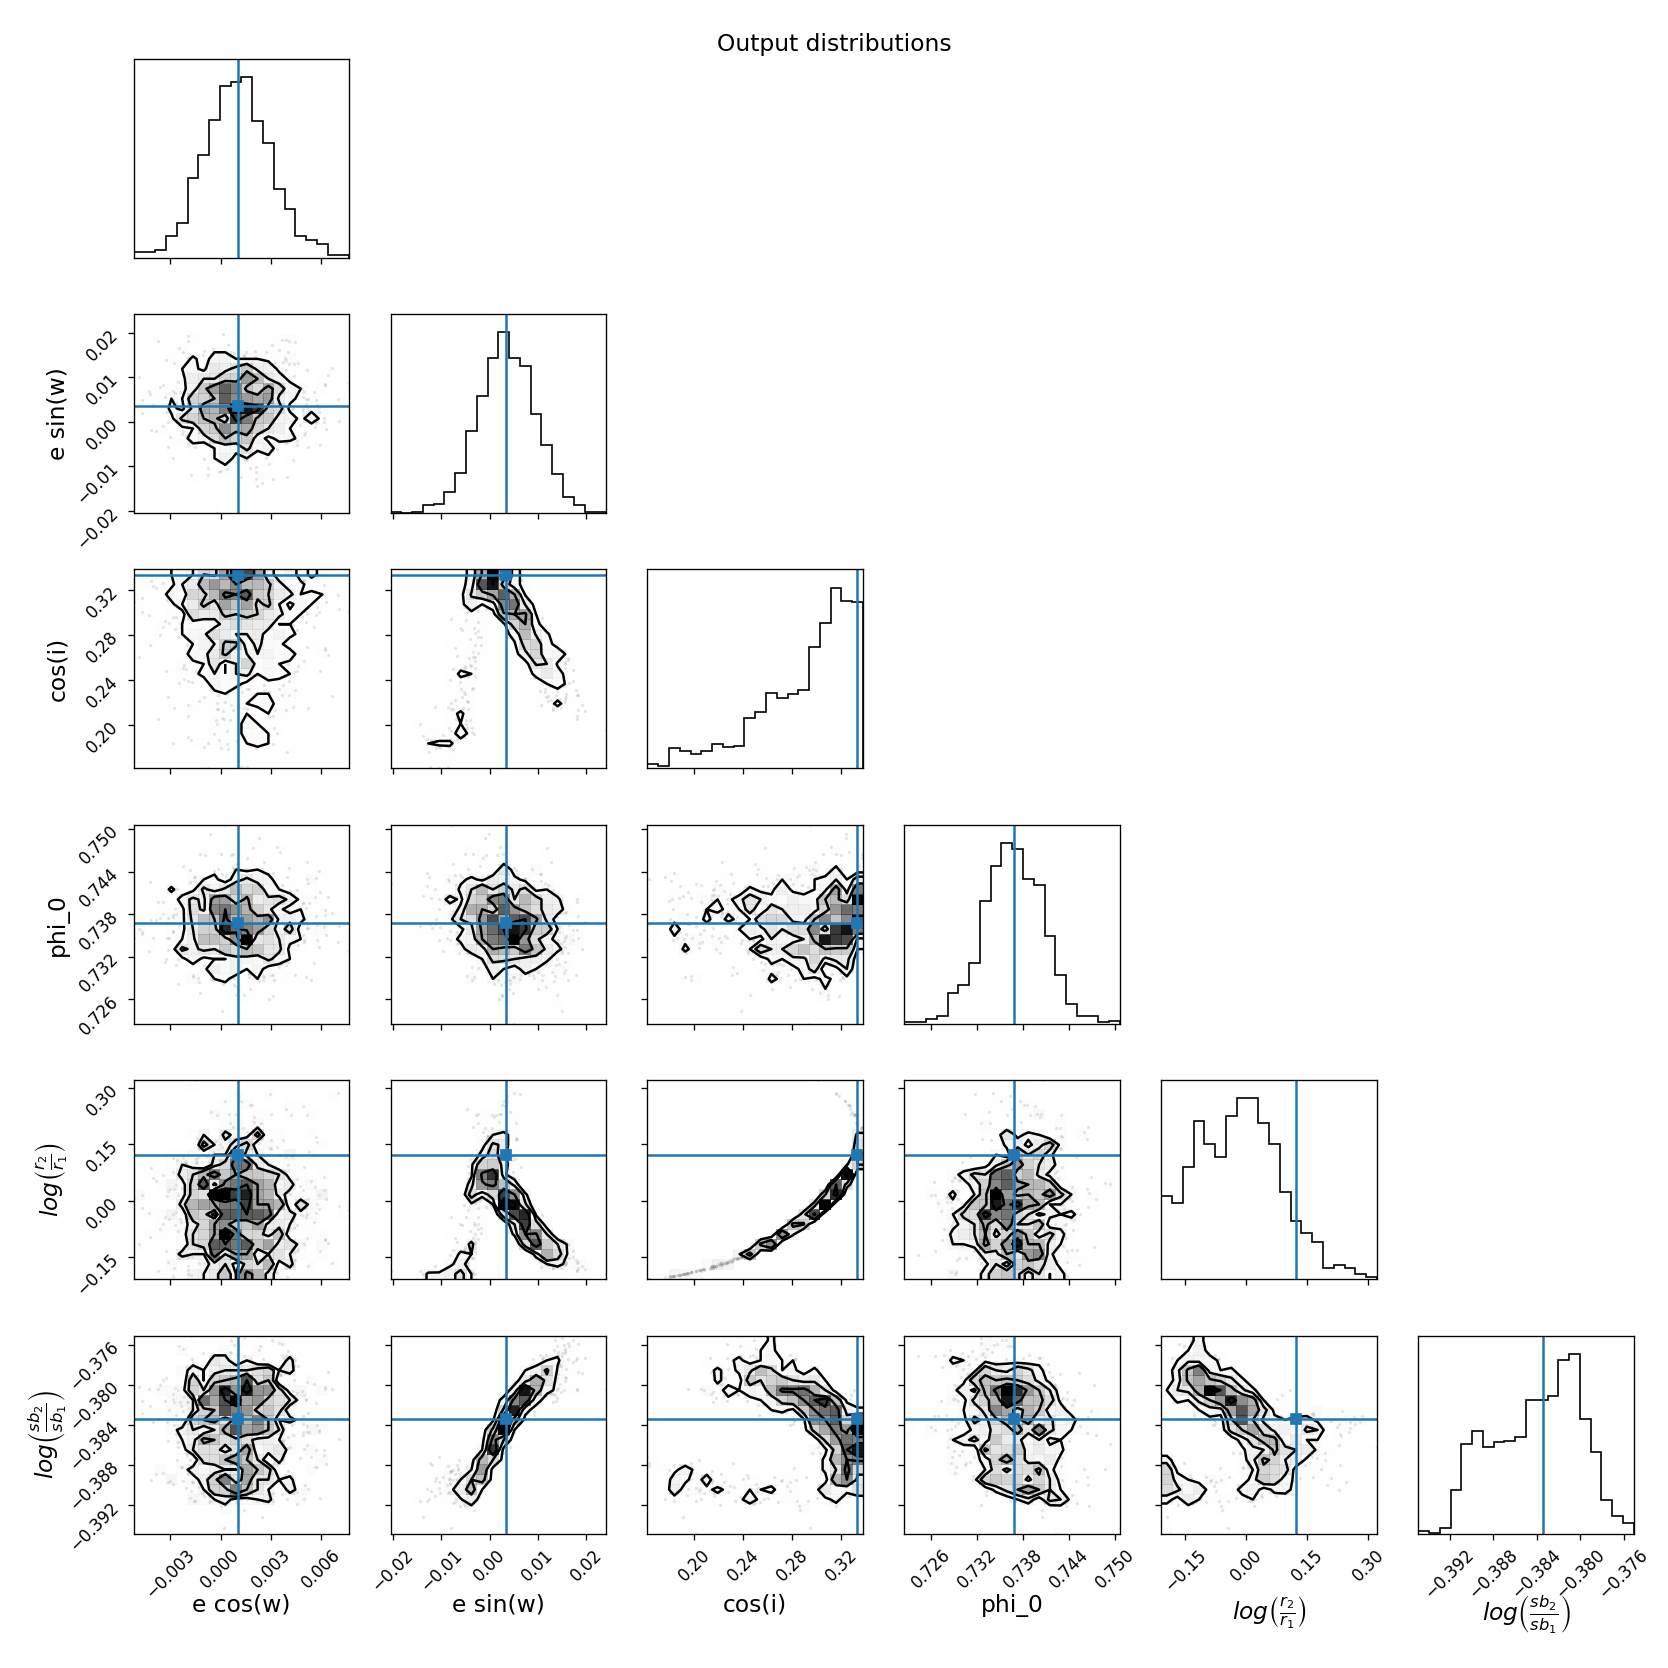 Output distributions
e sin(w)
0.02
0.01
0.00
−0.01
−0.02
cos(i)
0.32
0.28
0.24
0.20
phi_0
0.750
0.744
0.738
0.732
0.726
log(r₂/r₁)
0.30
0.15
0.00
−0.15
log(sb₂/sb₁)
−0.376
−0.380
−0.384
−0.388
−0.392
−0.003 0.000 0.003 0.006
−0.02 −0.01 0.00 0.01 0.02
0.20 0.24 0.28 0.32
0.726 0.732 0.738 0.744 0.750
−0.15 0.00 0.15 0.30
−0.392 −0.388 −0.384 −0.380 −0.376
e cos(w)
e sin(w)
cos(i)
phi_0
log(r₂/r₁)
log(sb₂/sb₁)